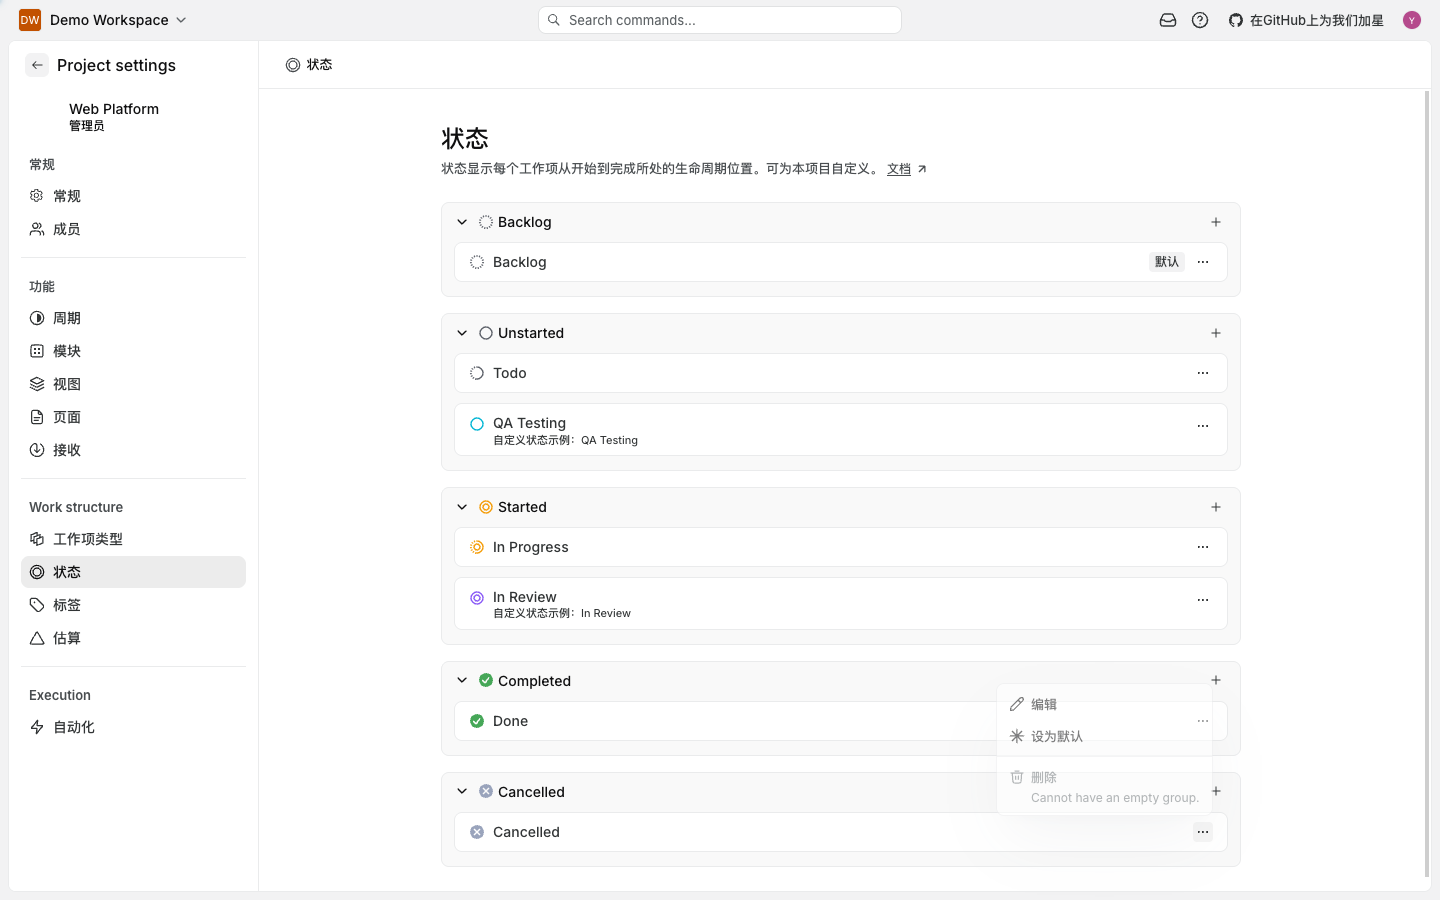 DW Demo Workspace
Search commands...
在GitHub上为我们加星
Y
Project settings
Web Platform
管理员
常规
常规
成员
功能
周期
模块
视图
页面
接收
Work structure
工作项类型
状态
标签
估算
Execution
自动化
状态
状态
状态显示每个工作项从开始到完成所处的生命周期位置。可为本项目自定义。 文档
Backlog
Backlog
默认
Unstarted
Todo
QA Testing
自定义状态示例：QA Testing
Started
In Progress
In Review
自定义状态示例：In Review
Completed
Done
Cancelled
Cancelled
编辑
设为默认
删除
Cannot have an empty group.